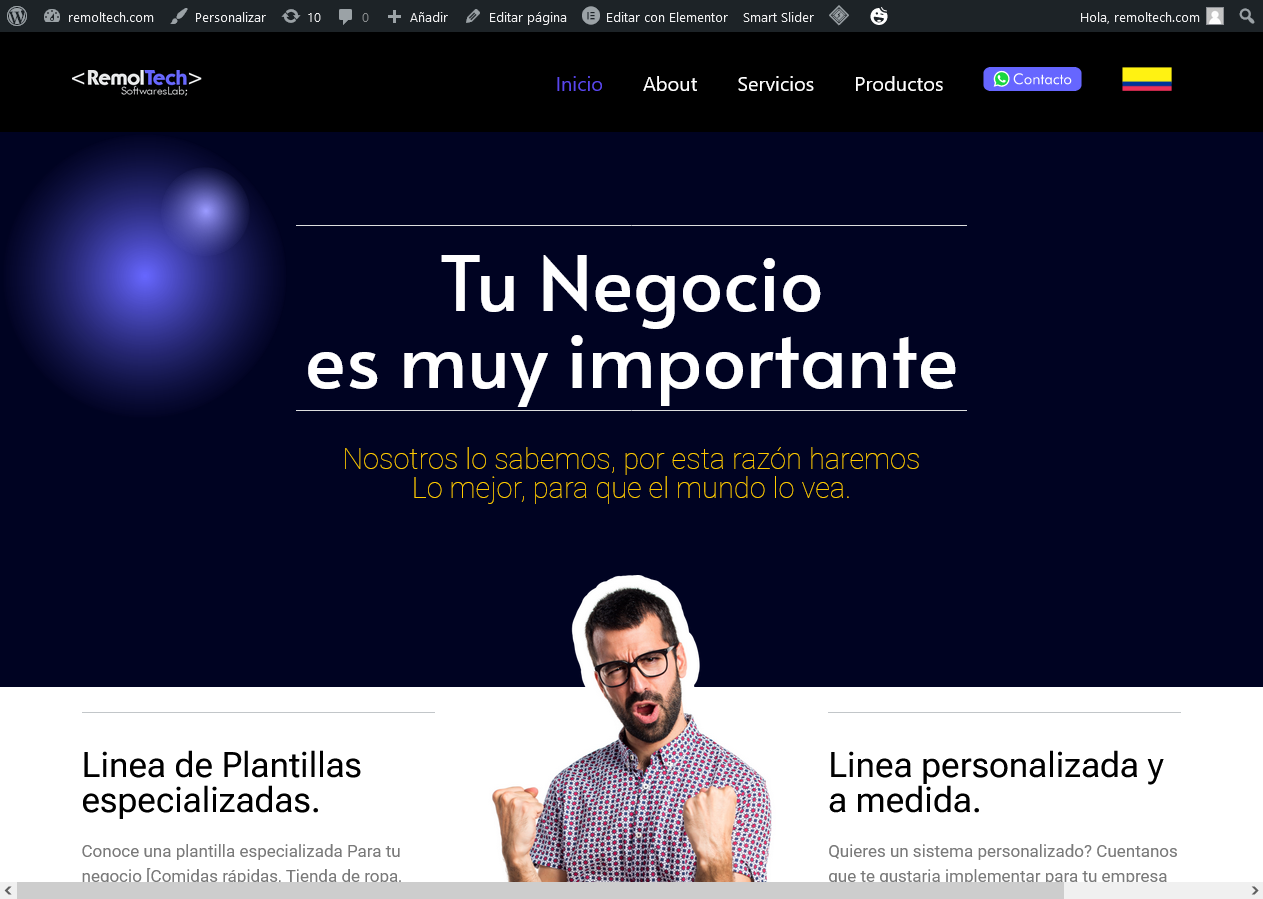 remoltech.com Personalizar 10 0 Añadir Editar página Editar con Elementor Smart Slider Hola, remoltech.com
<RemolTech>
SoftwaresLab;
Inicio About Servicios Productos Contacto
Tu Negocio
es muy importante
Nosotros lo sabemos, por esta razón haremos
Lo mejor, para que el mundo lo vea.
Linea de Plantillas
especializadas.
Conoce una plantilla especializada Para tu
negocio [Comidas rápidas, Tienda de ropa,
Linea personalizada y
a medida.
Quieres un sistema personalizado? Cuentanos
que te gustaria implementar para tu empresa